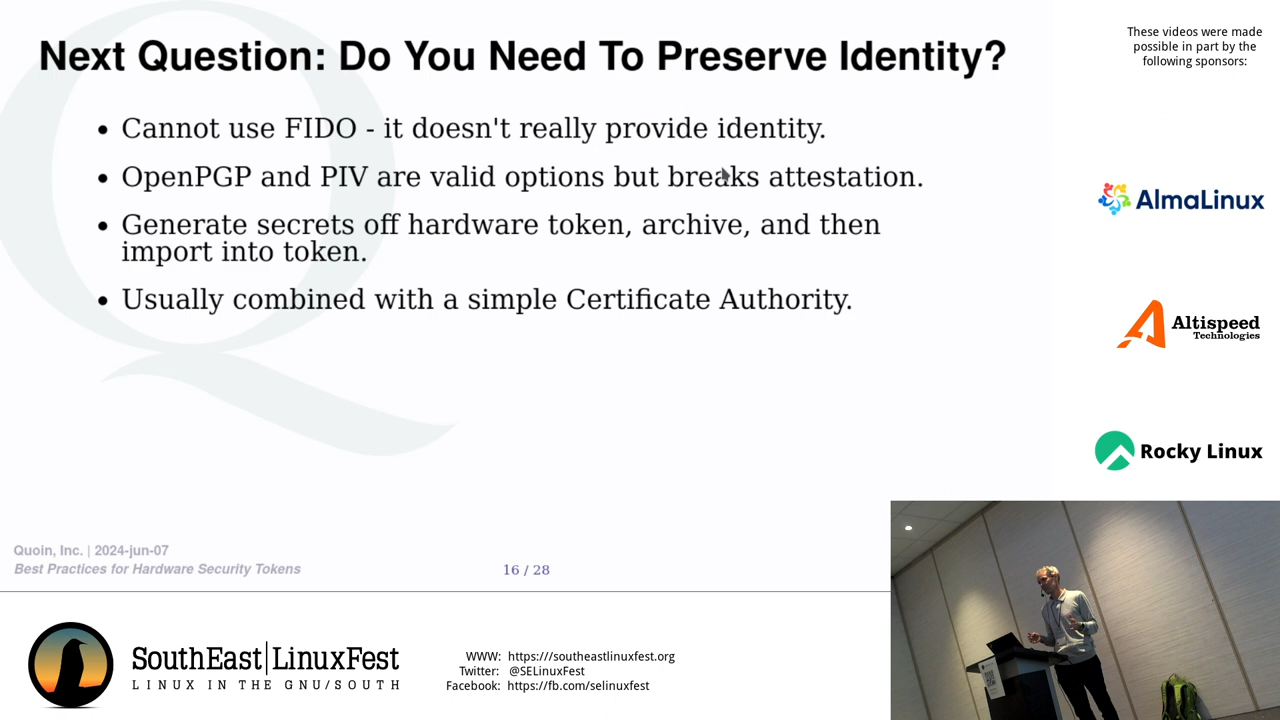 Next Question: Do You Need To Preserve Identity?
• Cannot use FIDO - it doesn't really provide identity.
• OpenPGP and PIV are valid options but breaks attestation.
• Generate secrets off hardware token, archive, and then
import into token.
• Usually combined with a simple Certificate Authority.
Quoin, Inc. | 2024-jun-07
Best Practices for Hardware Security Tokens
16 / 28
These videos were made
possible in part by the
following sponsors:
AlmaLinux
Altispeed
Technologies
Rocky Linux
SouthEast|LinuxFest
LINUX IN THE GNU/SOUTH
WWW: https://southeastlinuxfest.org
Twitter: @SELinuxFest
Facebook: https://fb.com/selinuxfest